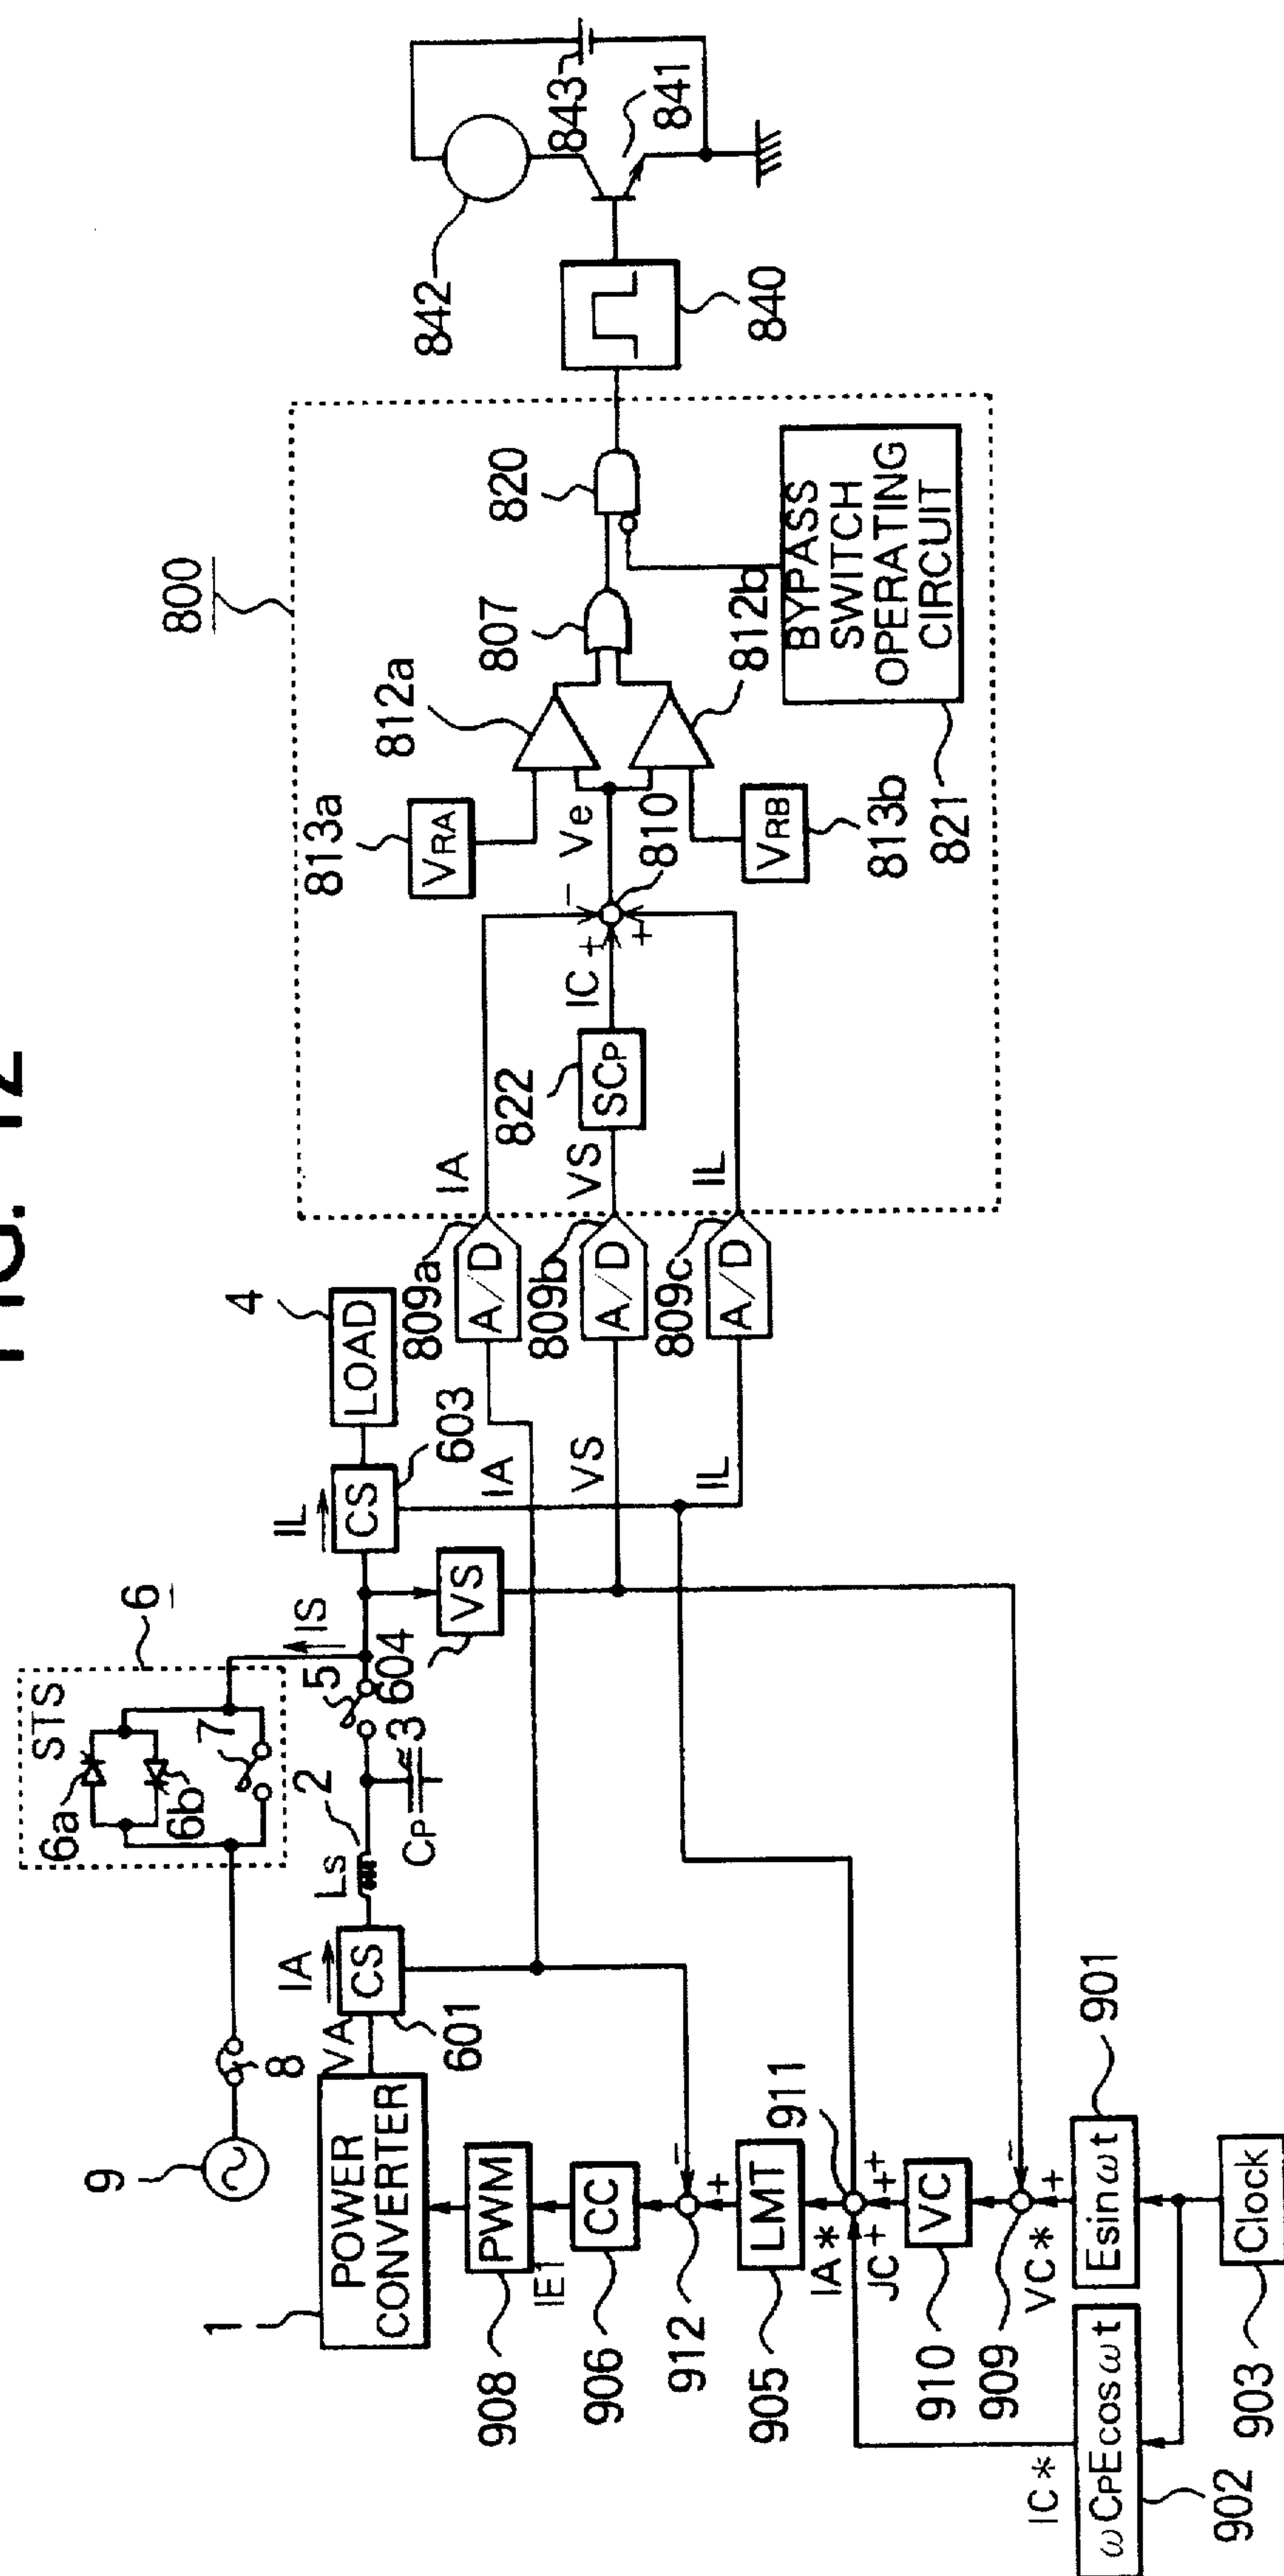 FIG. 12
STS
6
6a
6b
7
IS
9
8
5
1
POWER
CONVERTER
VA
IA
CS
601
Ls
2
CP
3
604
VS
IL
CS
603
LOAD
4
PWM
908
IE1
CC
906
912
-
+
LMT
905
IA*
911
JC
+
+
+
VC
910
909
VC*
-
+
Esinωt
901
IC*
ωCPEcosωt
902
Clock
903
IA
VS
IL
A/D
809a
A/D
809b
A/D
809c
800
IA
VS
IL
SCP
822
IC
-
+
+
810
Ve
VRA
813a
VRB
813b
812a
812b
807
820
BYPASS
SWITCH
OPERATING
CIRCUIT
821
840
841
842
843